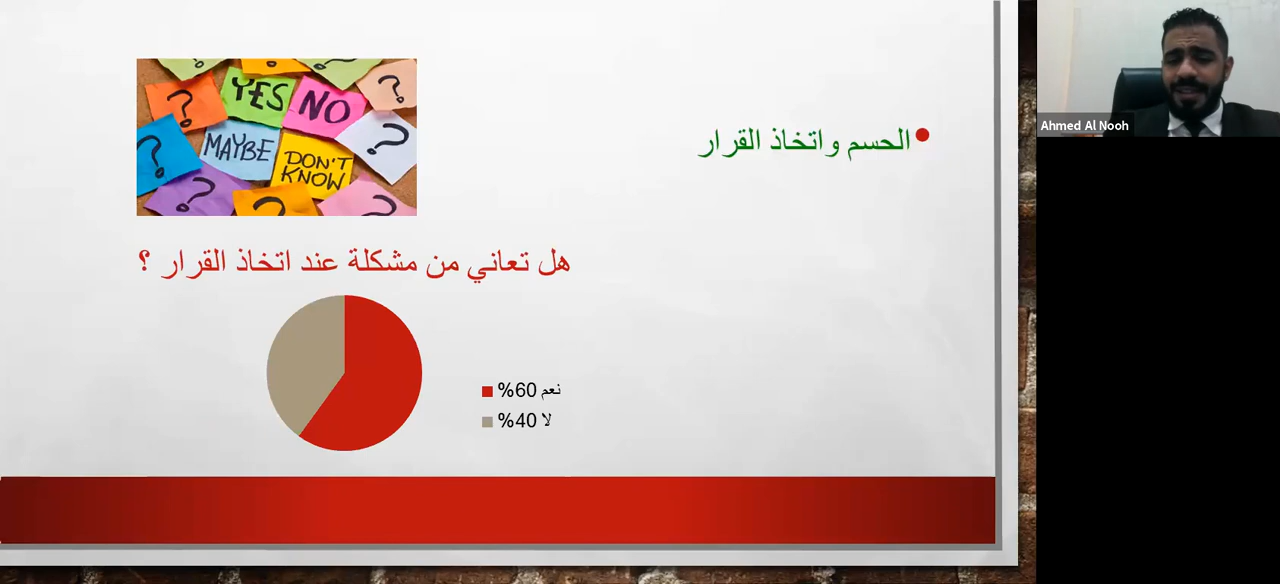 الحسم واتخاذ القرار
?
?
YES
NO
?
?
MAYBE
DON'T
KNOW
?
?
?
?
هل تعاني من مشكلة عند اتخاذ القرار ؟
نعم 60%
لا 40%
Ahmed Al Nooh